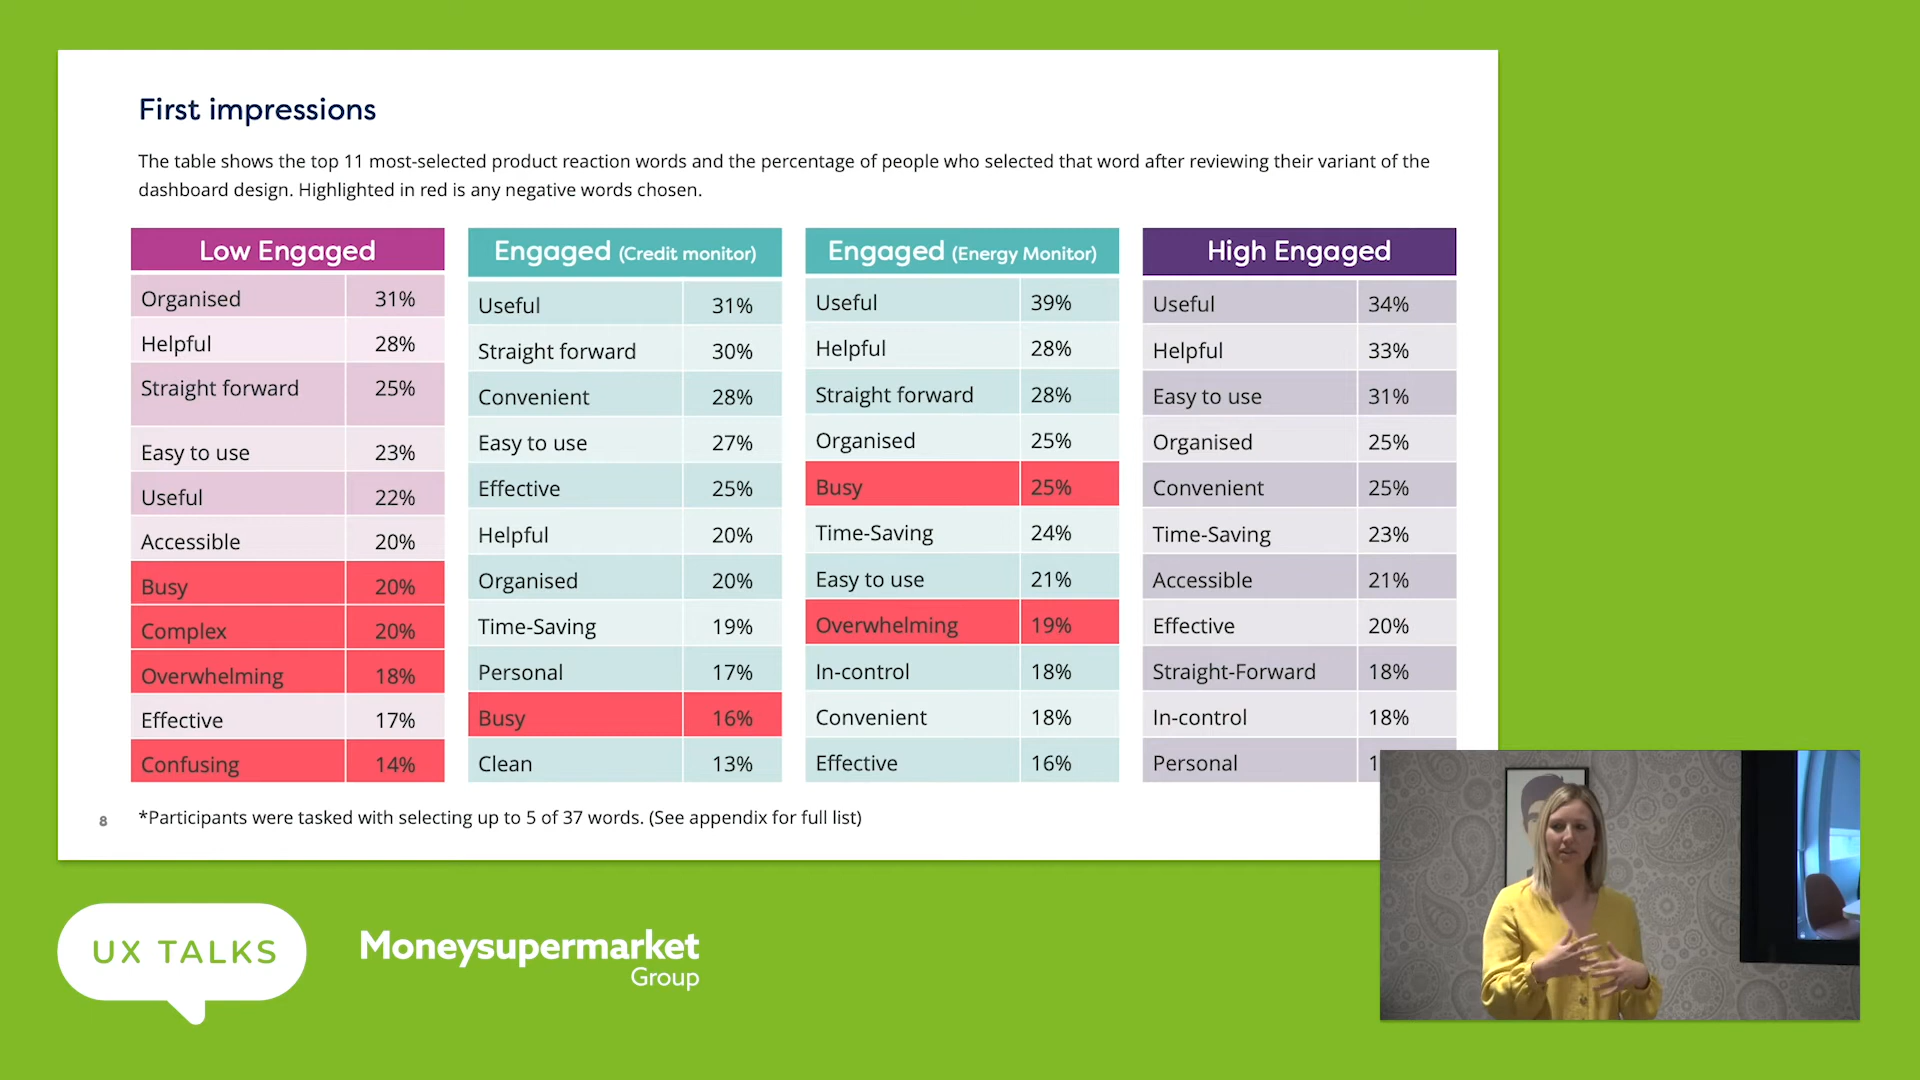 First impressions
The table shows the top 11 most-selected product reaction words and the percentage of people who selected that word after reviewing their variant of the
dashboard design. Highlighted in red is any negative words chosen.
Low Engaged
Organised 31%
Helpful 28%
Straight forward 25%
Easy to use 23%
Useful 22%
Accessible 20%
Busy 20%
Complex 20%
Overwhelming 18%
Effective 17%
Confusing 14%
Engaged (Credit monitor)
Useful 31%
Straight forward 30%
Convenient 28%
Easy to use 27%
Effective 25%
Helpful 20%
Organised 20%
Time-Saving 19%
Personal 17%
Busy 16%
Clean 13%
Engaged (Energy Monitor)
Useful 39%
Helpful 28%
Straight forward 28%
Organised 25%
Busy 25%
Time-Saving 24%
Easy to use 21%
Overwhelming 19%
In-control 18%
Convenient 18%
Effective 16%
High Engaged
Useful 34%
Helpful 33%
Easy to use 31%
Organised 25%
Convenient 25%
Time-Saving 23%
Accessible 21%
Effective 20%
Straight-Forward 18%
In-control 18%
Personal
8
*Participants were tasked with selecting up to 5 of 37 words. (See appendix for full list)
UX TALKS
Moneysupermarket
Group